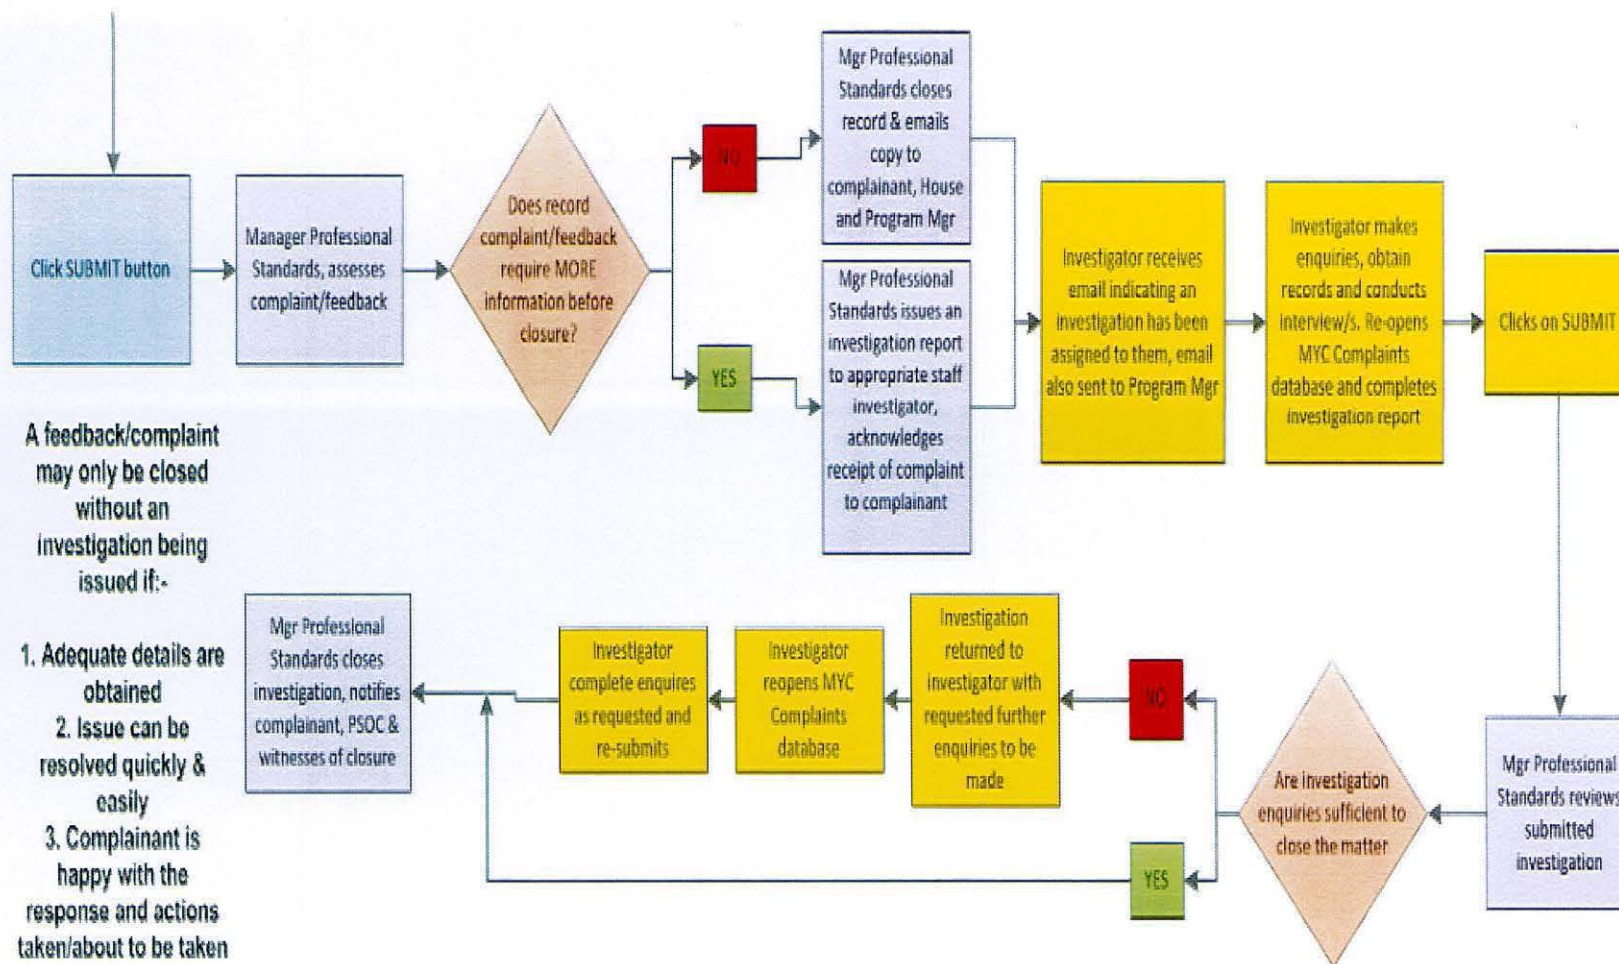 Click SUBMIT button
Manager Professional
Standards, assesses
complaint/feedback
Does record
complaint/feedback
require MORE
information before
closure?
NO
YES
Mgr Professional
Standards closes
record & emails
copy to
complainant, House
and Program Mgr
Mgr Professional
Standards issues an
investigation report
to appropriate staff
investigator,
acknowledges
receipt of complaint
to complainant
Investigator receives
email indicating an
investigation has been
assigned to them, email
also sent to Program Mgr
Investigator makes
enquiries, obtain
records and conducts
interview/s. Re-opens
MYC Complaints
database and completes
investigation report
Clicks on SUBMIT
Mgr Professional
Standards reviews
submitted
investigation
Are investigation
enquiries sufficient to
close the matter
NO
YES
Investigation
returned to
investigator with
requested further
enquiries to be
made
Investigator
reopens MYC
Complaints
database
Investigator
complete enquires
as requested and
re-submits
Mgr Professional
Standards closes
investigation, notifies
complainant, PSOC &
witnesses of closure
A feedback/complaint
may only be closed
without an
investigation being
issued if:-
1. Adequate details are
obtained
2. Issue can be
resolved quickly &
easily
3. Complainant is
happy with the
response and actions
taken/about to be taken